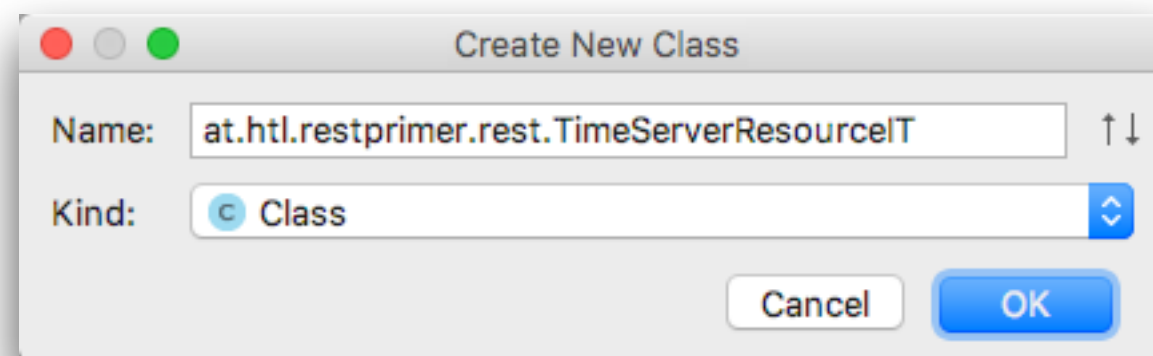 Create New Class
Name: at.htl.restprimer.rest.TimeServerResourceIT ↑↓
Kind: C Class
Cancel OK